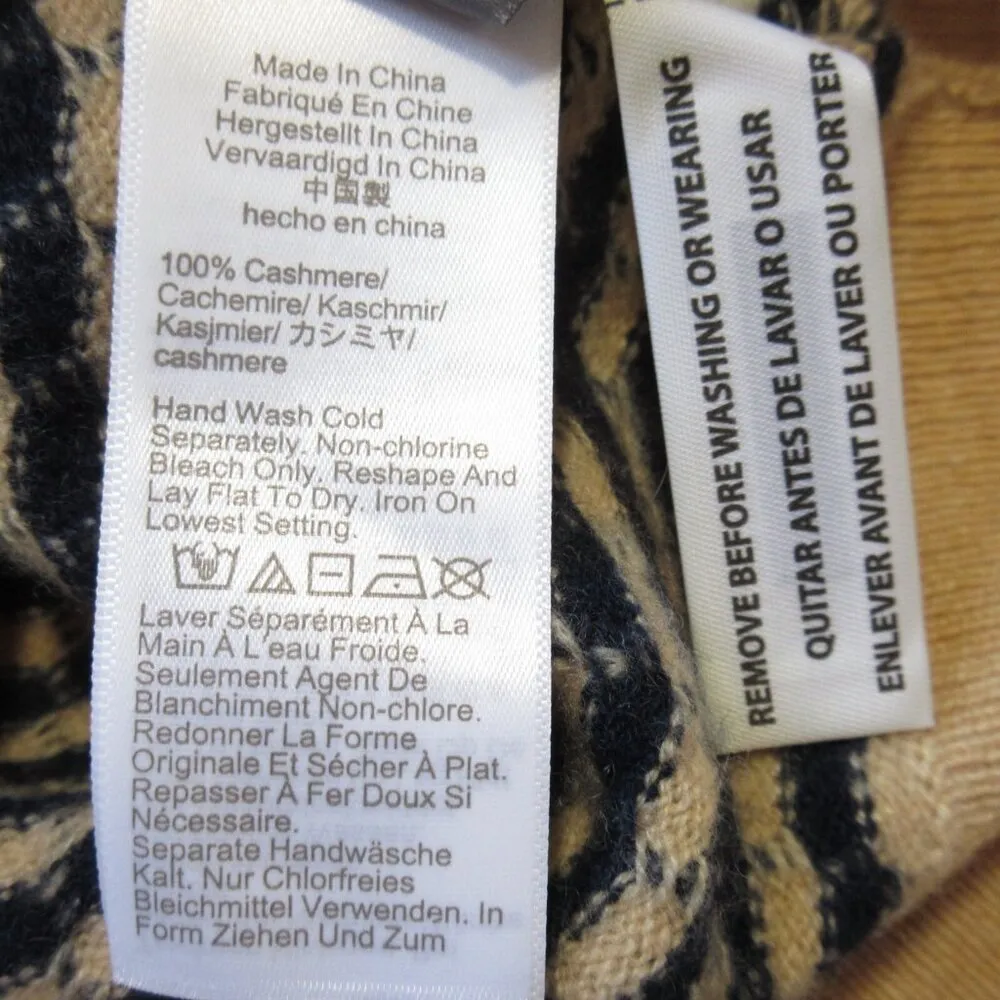 Made In China
Fabriqué En Chine
Hergestellt In China
Vervaardigd In China
中国製
hecho en china
100% Cashmere/
Cachemire/ Kaschmir/
Kasjmier/ カシミヤ/
cashmere
Hand Wash Cold
Separately. Non-chlorine
Bleach Only. Reshape And
Lay Flat To Dry. Iron On
Lowest Setting.
Laver Séparément À La
Main À L'eau Froide.
Seulement Agent De
Blanchiment Non-chlore.
Redonner La Forme
Originale Et Sécher À Plat.
Repasser À Fer Doux Si
Nécessaire.
Separate Handwäsche
Kalt. Nur Chlorfreies
Bleichmittel Verwenden. In
Form Ziehen Und Zum
REMOVE BEFORE WASHING OR WEARING
QUITAR ANTES DE LAVAR O USAR
ENLEVER AVANT DE LAVER OU PORTER